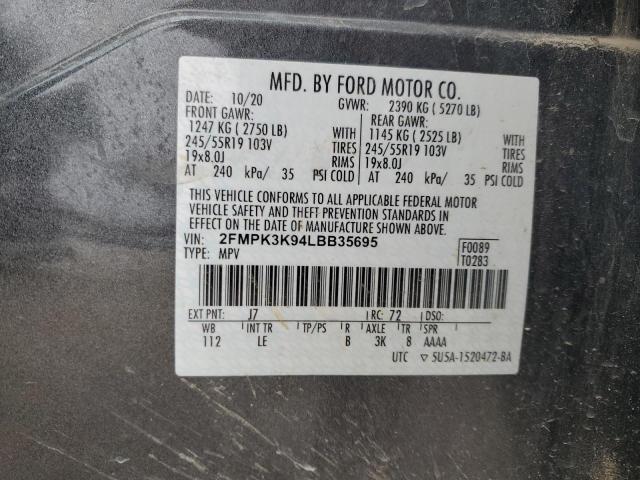 MFD. BY FORD MOTOR CO.
DATE: 10/20 GVWR: 2390 KG ( 5270 LB)
FRONT GAWR: REAR GAWR:
1247 KG ( 2750 LB) WITH 1145 KG ( 2525 LB) WITH
245/55R19 103V TIRES 245/55R19 103V TIRES
19x8.0J RIMS 19x8.0J RIMS
AT 240 kPa/ 35 PSI COLD AT 240 kPa/ 35 PSI COLD
THIS VEHICLE CONFORMS TO ALL APPLICABLE FEDERAL MOTOR
VEHICLE SAFETY AND THEFT PREVENTION STANDARDS IN
EFFECT ON THE DATE OF MANUFACTURE SHOWN ABOVE.
VIN: 2FMPK3K94LBB35695 F0089
TYPE: MPV T0283
EXT PNT: J7 RC: 72 DSO:
WB INT TR TP/PS R AXLE TR SPR
112 LE B 3K 8 AAAA
UTC ▽ 5U5A-1520472-BA